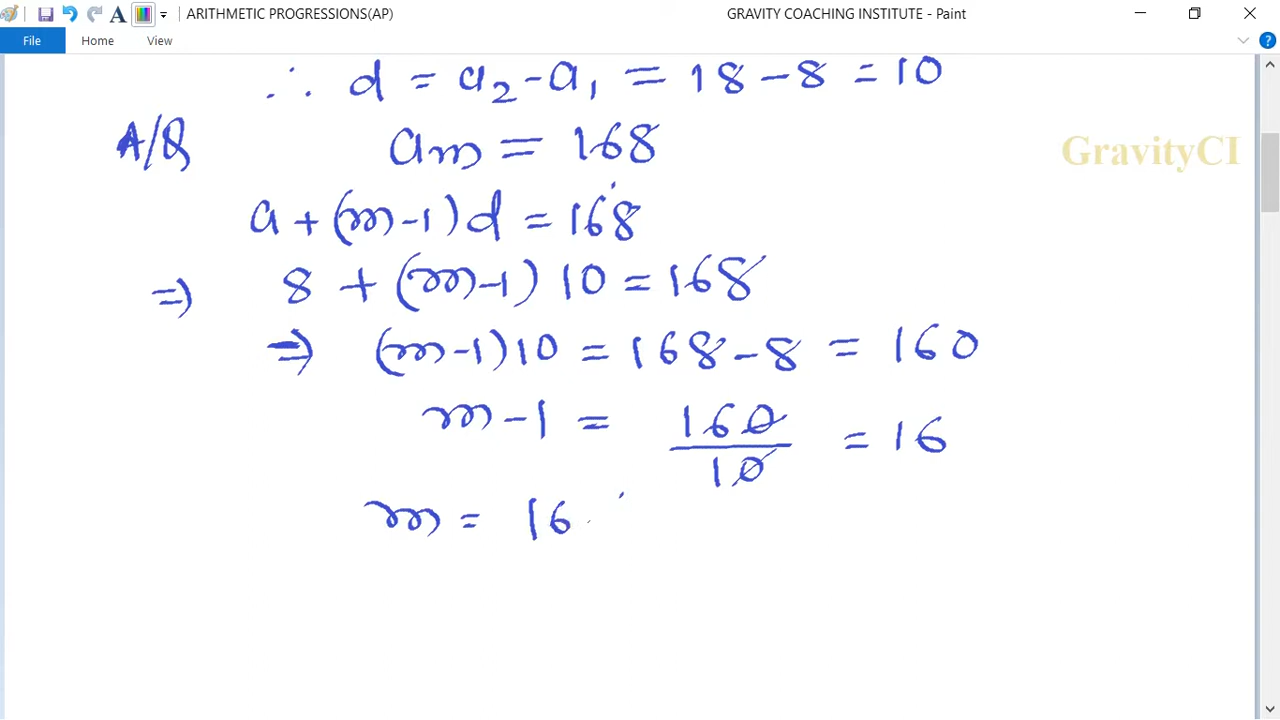 ARITHMETIC PROGRESSIONS(AP)
GRAVITY COACHING INSTITUTE - Paint
File Home View
∴ d = a₂ - a₁ = 18 - 8 = 10
A/Q am = 168
GravityCI
a + (m-1)d = 168
⇒ 8 + (m-1) 10 = 168
⇒ (m-1)10 = 168 - 8 = 160
m - 1 = 160/10 = 16
m = 16